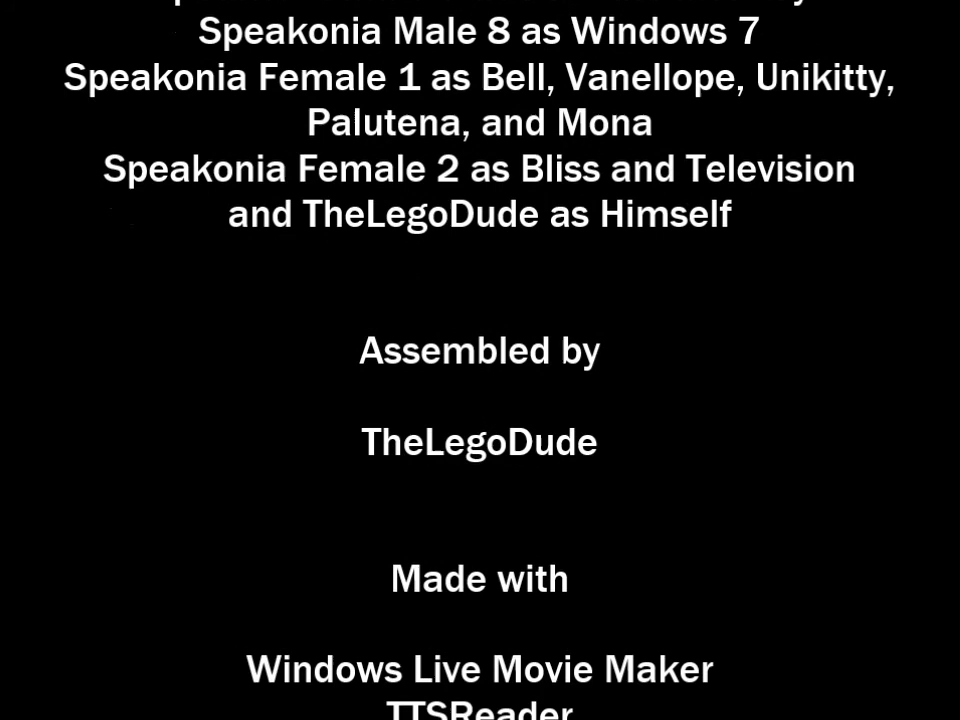 Speakonia Male 8 as Windows 7
Speakonia Female 1 as Bell, Vanellope, Unikitty,
Palutena, and Mona
Speakonia Female 2 as Bliss and Television
and TheLegoDude as Himself
Assembled by
TheLegoDude
Made with
Windows Live Movie Maker
TTSReader